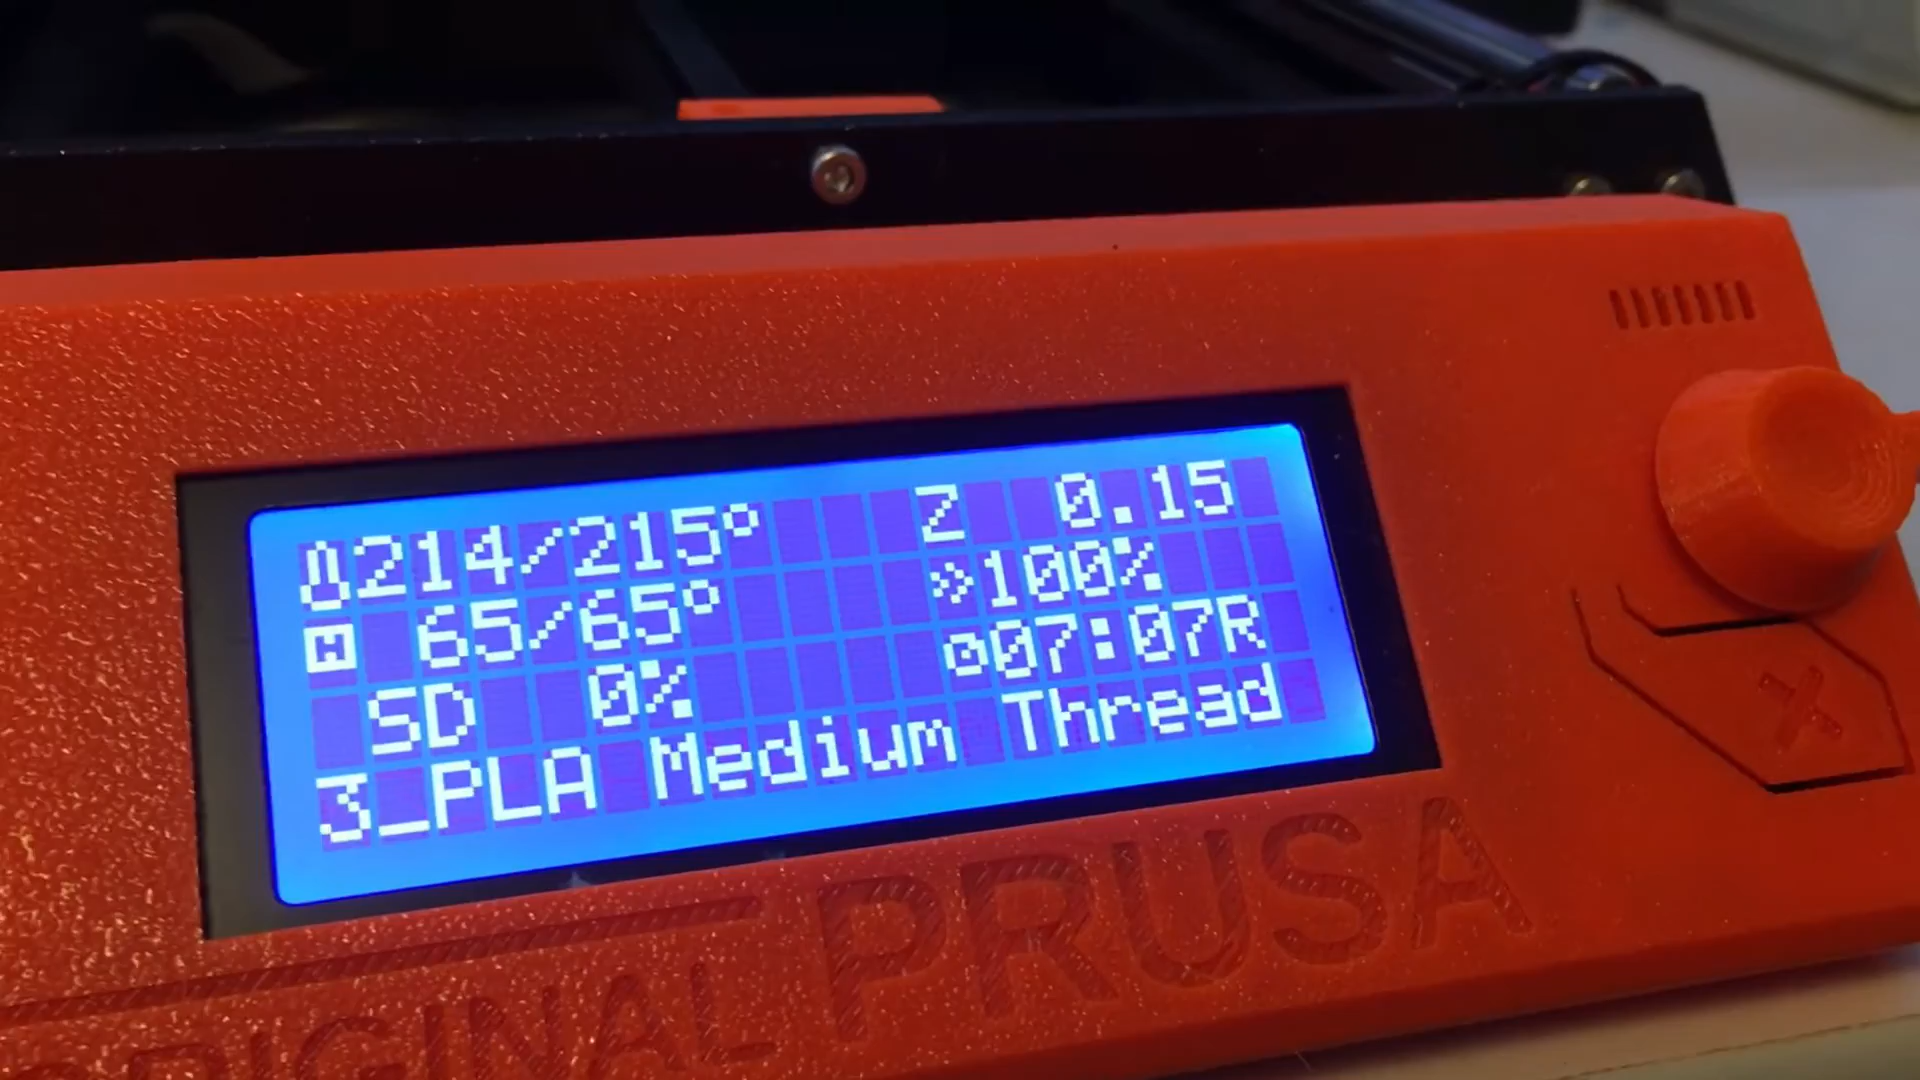 214/215° Z 0.15
65/65° 100%
SD 0% 07:07R
3_PLA Medium Thread
ORIGINAL PRUSA